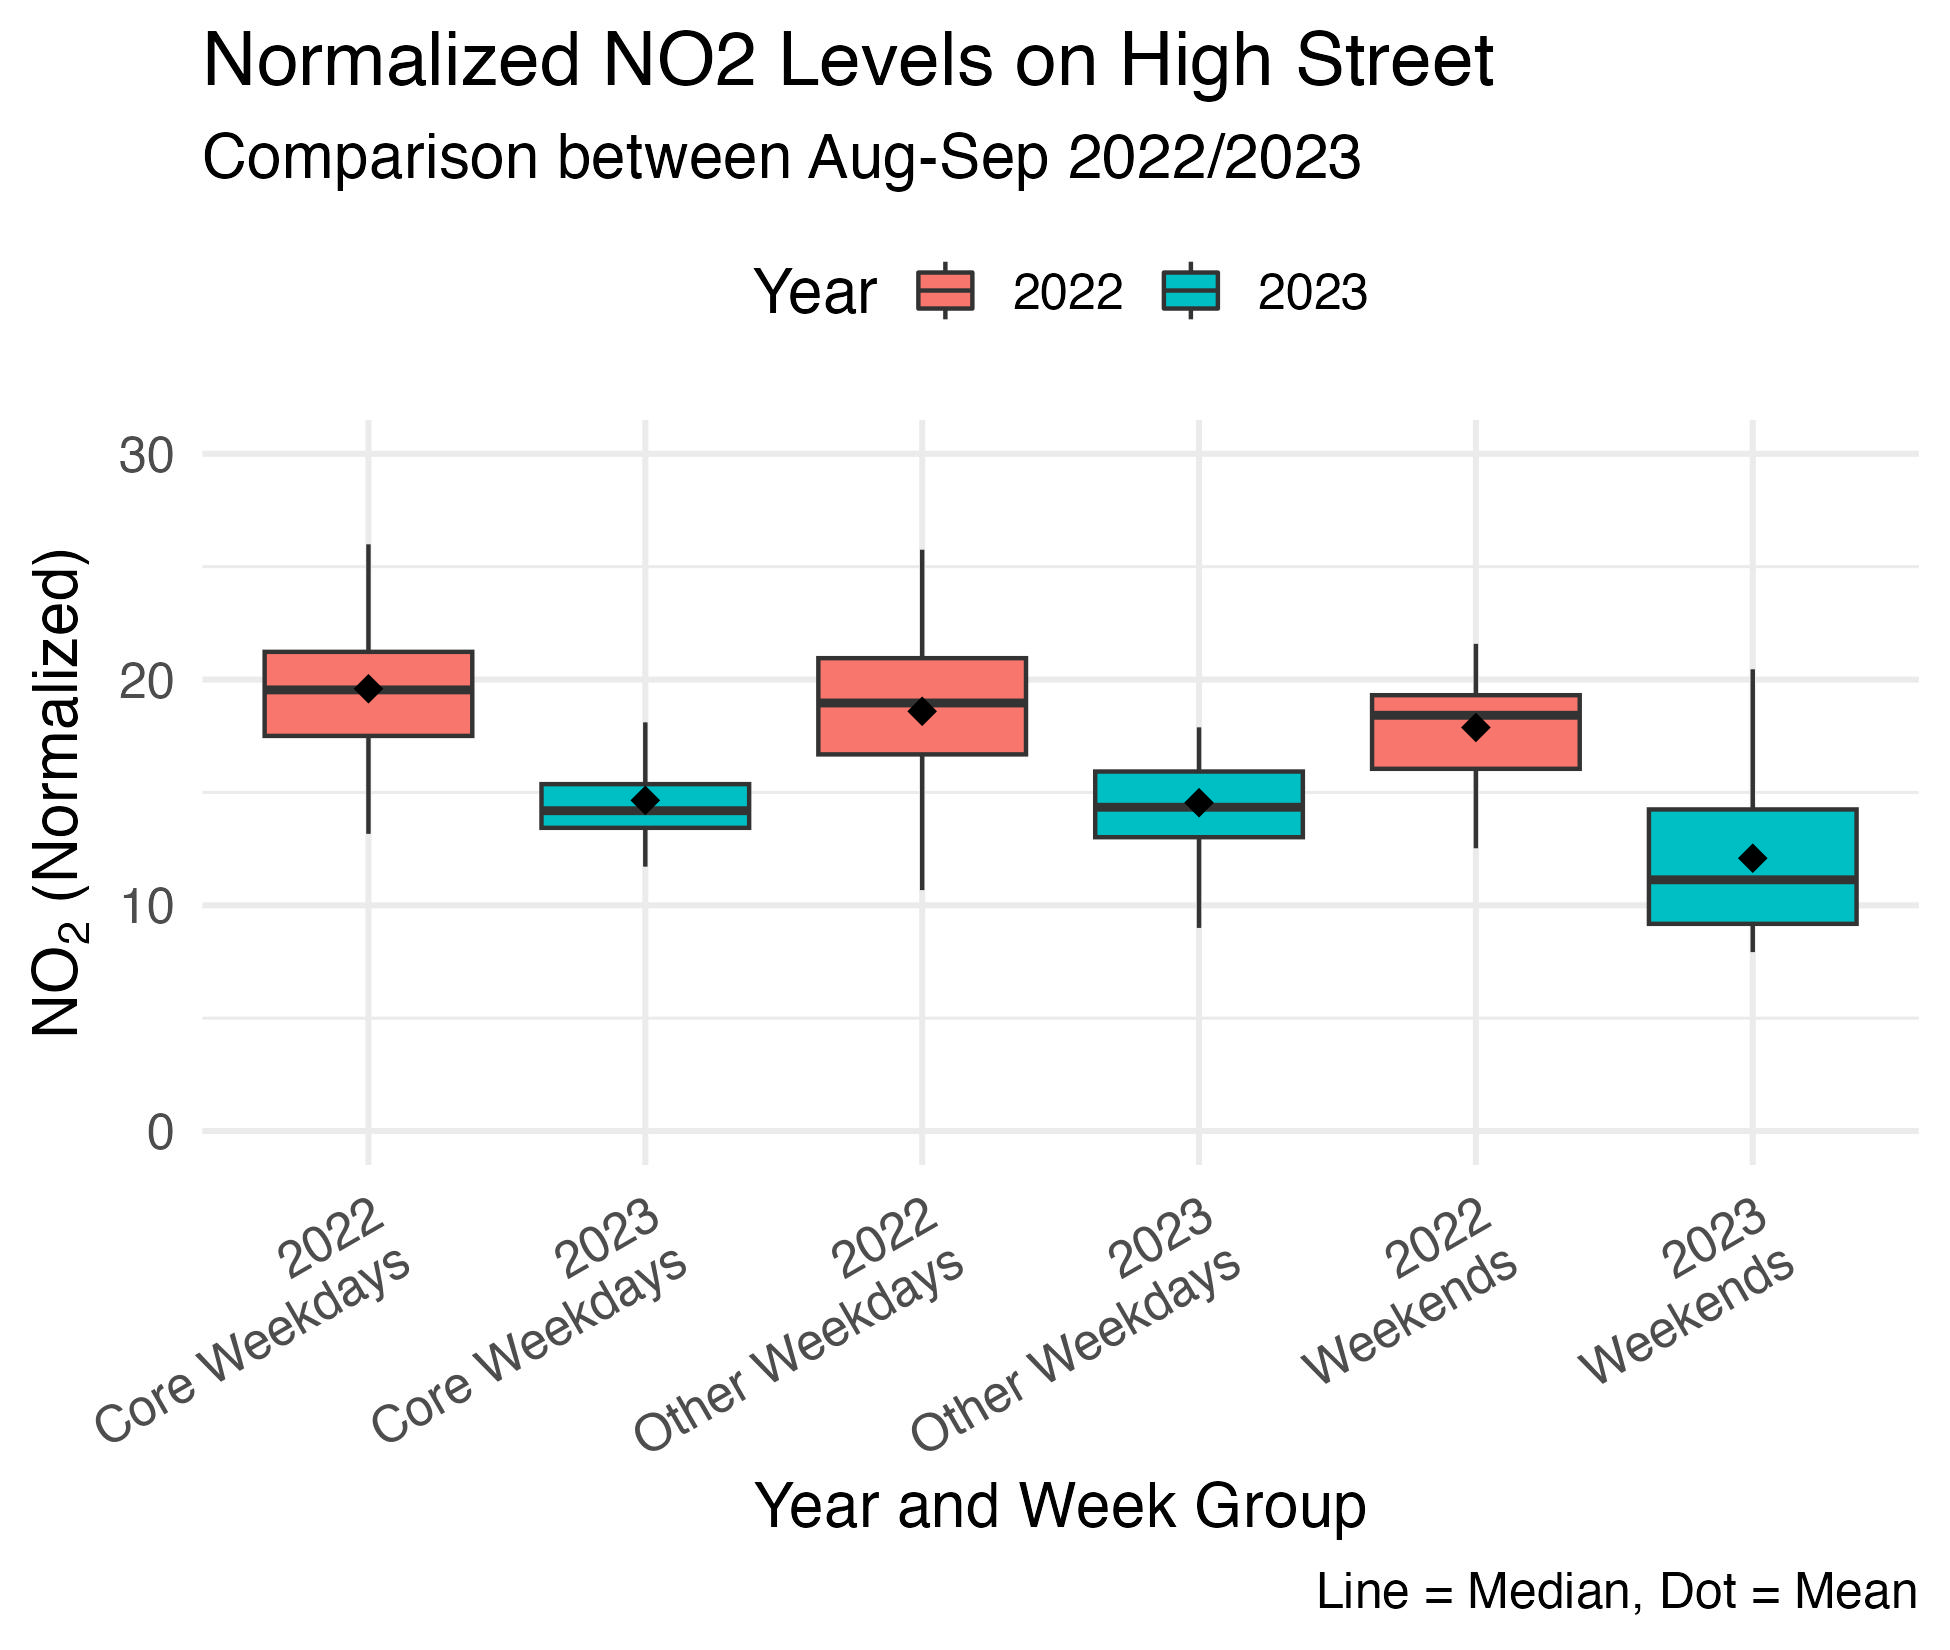 Normalized NO2 Levels on High Street
Comparison between Aug-Sep 2022/2023
Year 2022 2023
NO₂ (Normalized)
30
20
10
0
2022
Core Weekdays
2023
Core Weekdays
2022
Other Weekdays
2023
Other Weekdays
2022
Weekends
2023
Weekends
Year and Week Group
Line = Median, Dot = Mean